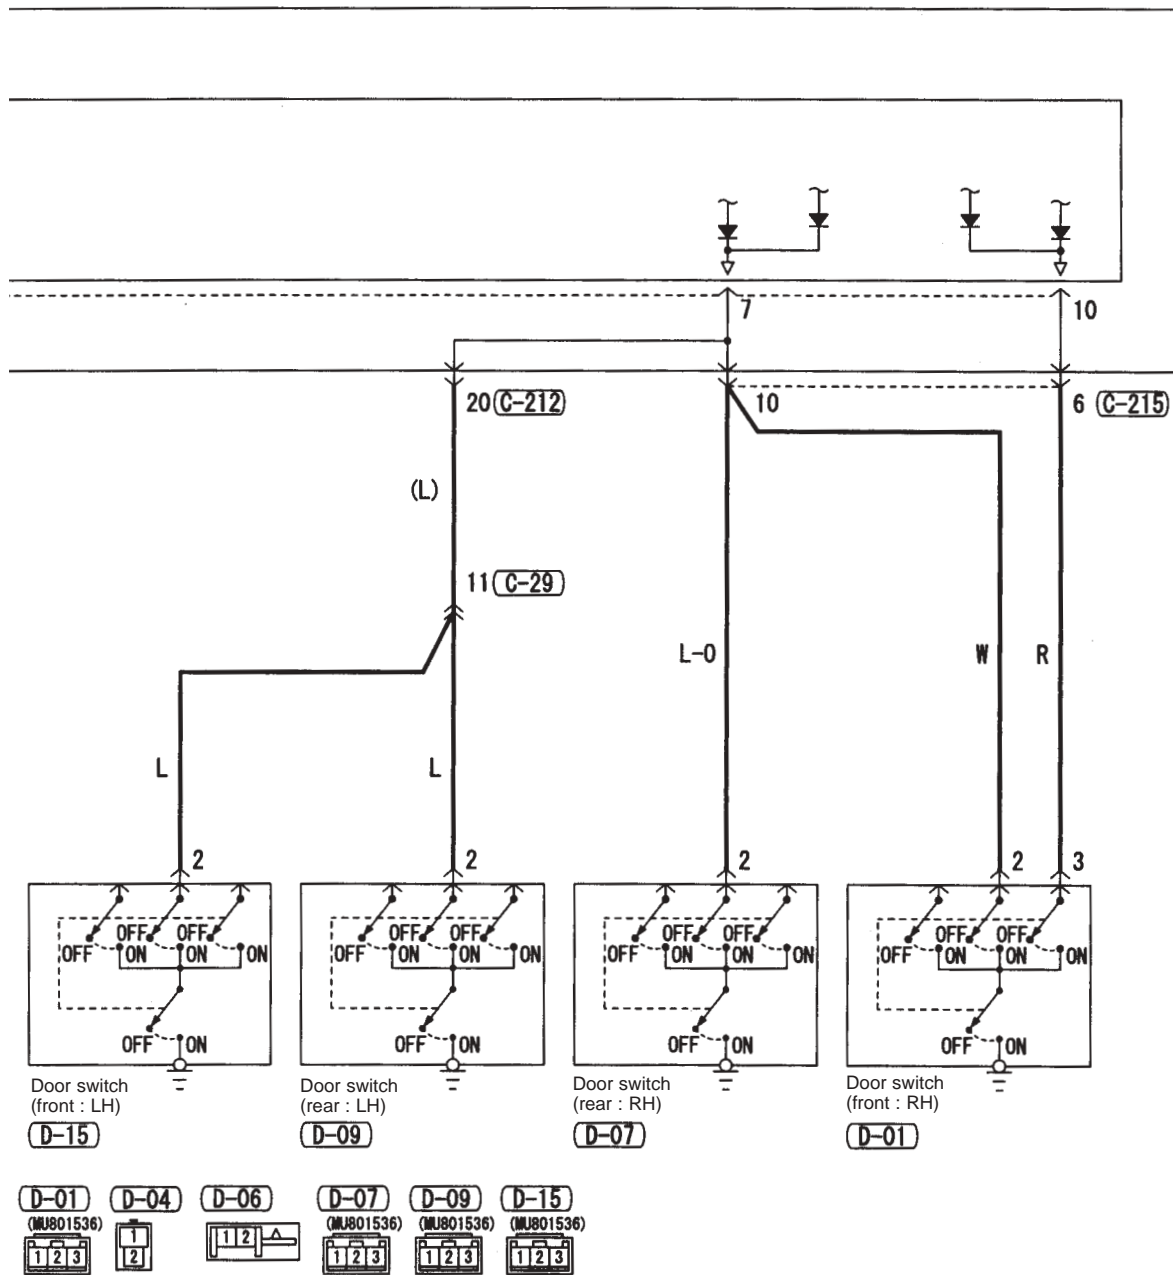 7
10
20 C-212
10
6 C-215
(L)
11 C-29
L-O
W
R
L
L
2
2
2
2
3
OFF OFF OFF ON ON ON
OFF ON
OFF OFF OFF ON ON ON
OFF ON
OFF OFF OFF ON ON ON
OFF ON
OFF OFF OFF ON ON ON
OFF ON
Door switch
(front : LH)
D-15
Door switch
(rear : LH)
D-09
Door switch
(rear : RH)
D-07
Door switch
(front : RH)
D-01
D-01
(MU801536)
1 2 3
D-04
1
2
D-06
1 2
D-07
(MU801536)
1 2 3
D-09
(MU801536)
1 2 3
D-15
(MU801536)
1 2 3